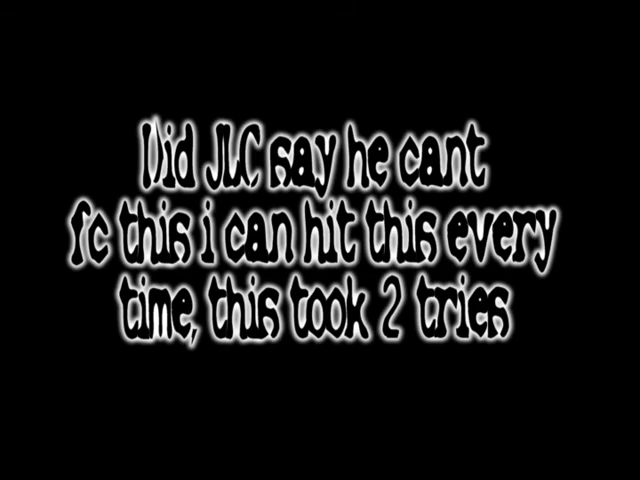 Did JLC say he cant
fc this i can hit this every
time, this took 2 tries